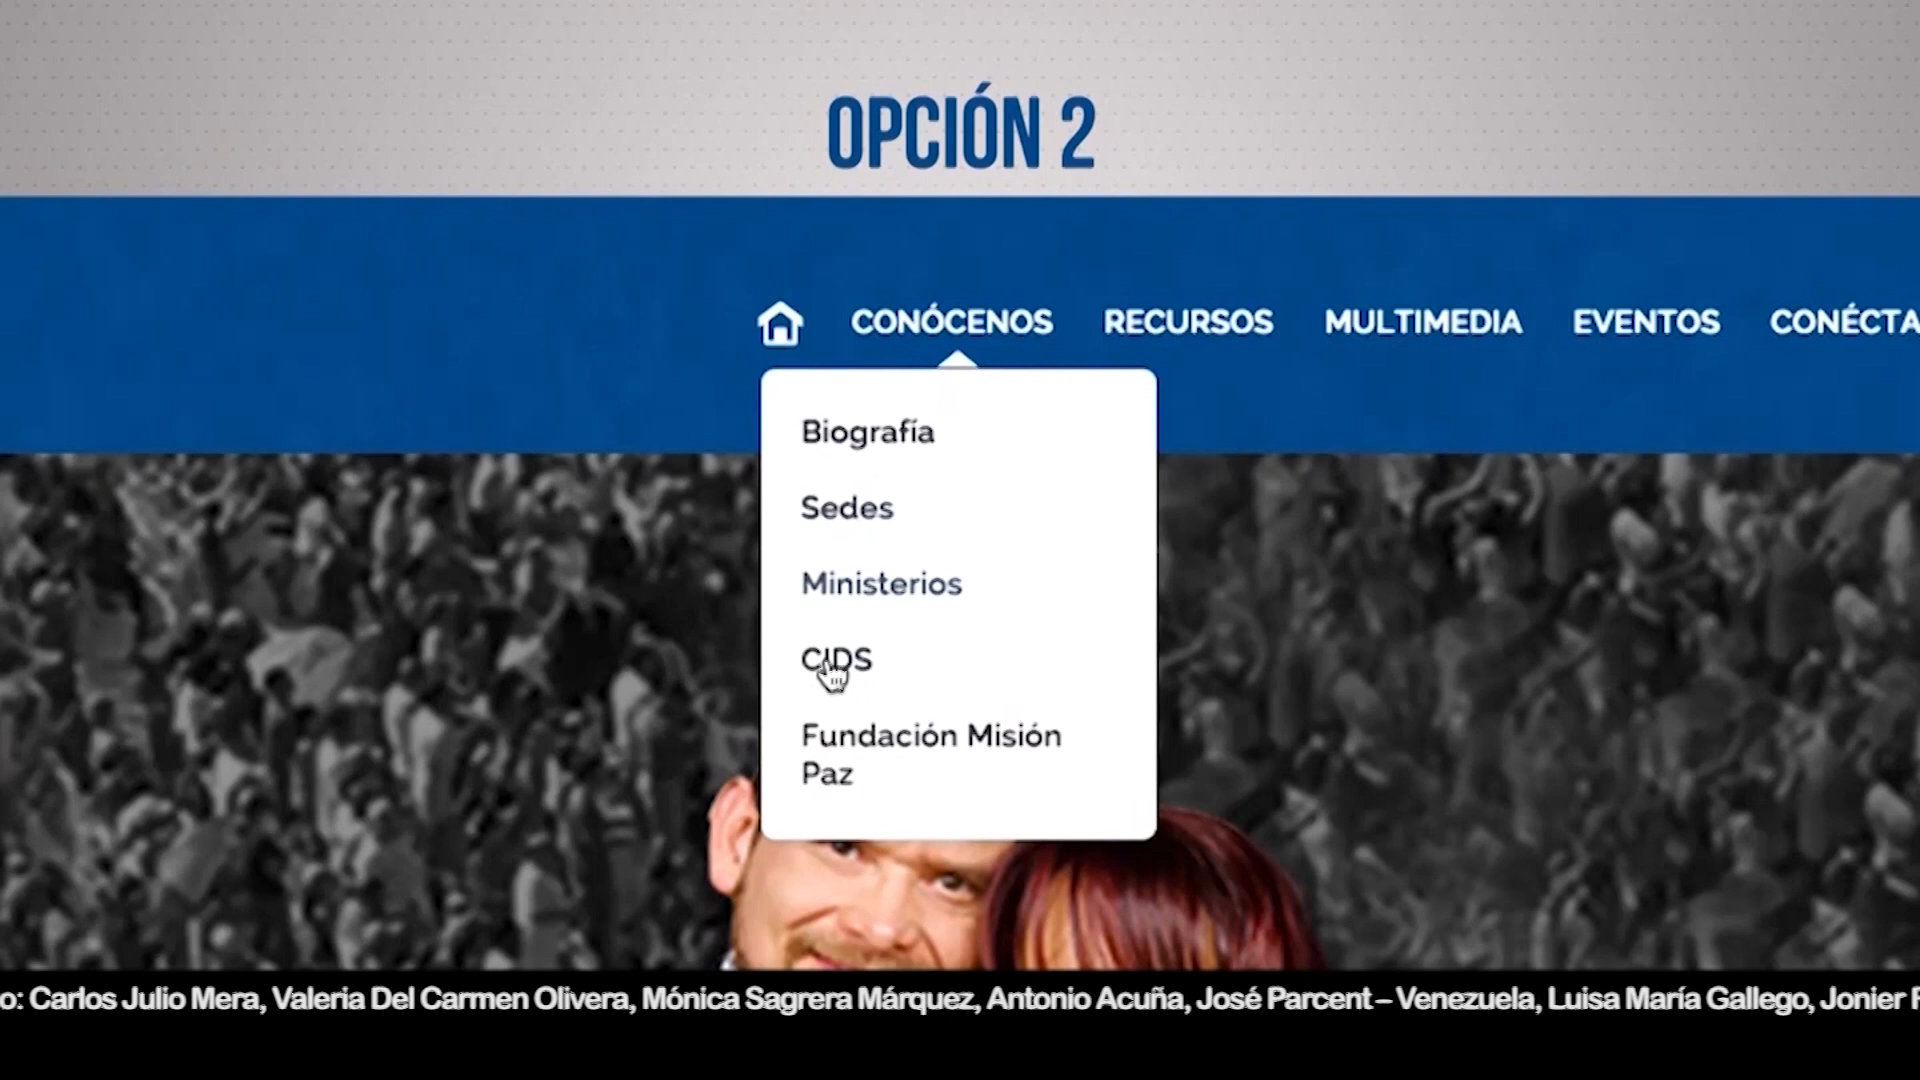 OPCIÓN 2
CONÓCENOS RECURSOS MULTIMEDIA EVENTOS CONÉCTA
Biografía
Sedes
Ministerios
CIDS
Fundación Misión
Paz
o: Carlos Julio Mera, Valeria Del Carmen Olivera, Mónica Sagrera Márquez, Antonio Acuña, José Parcent – Venezuela, Luisa María Gallego, Jonier